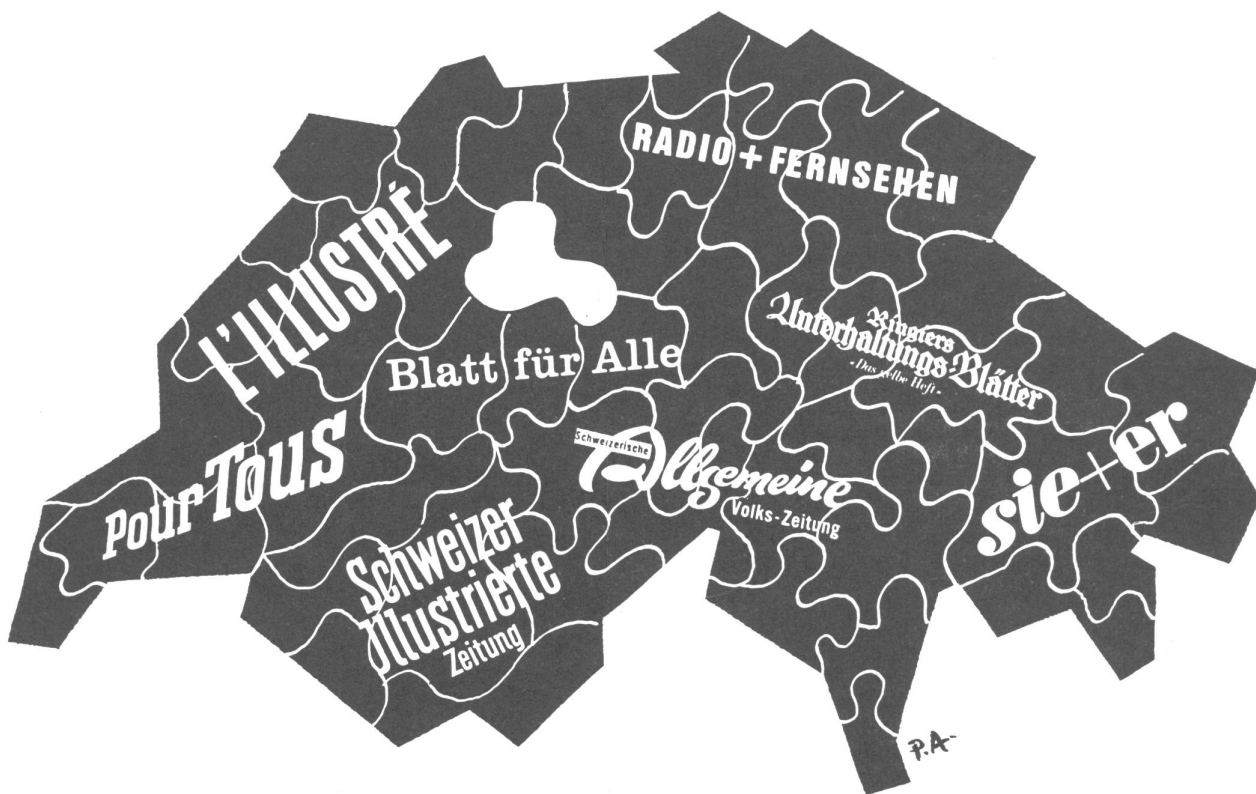 RADIO + FERNSEHEN
L'ILLUSTRÉ
Ringiers
Unterhaltungs-Blätter
-Das gelbe Heft-
Blatt für Alle
sie+er
Pour Tous
Schweizerische
Allgemeine
Volks-Zeitung
Schweizer
Illustrierte
Zeitung
P.A-